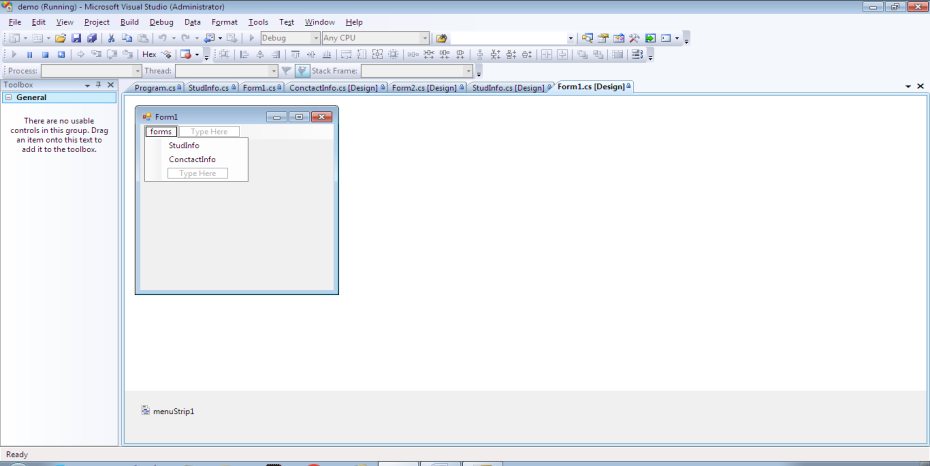 demo (Running) - Microsoft Visual Studio (Administrator)
File Edit View Project Build Debug Data Format Tools Test Window Help
Debug Any CPU
Hex
Process: Thread: Stack Frame:
Toolbox
Program.cs StudInfo.cs Form1.cs ConctactInfo.cs [Design] Form2.cs [Design] StudInfo.cs [Design] Form1.cs [Design]
General
There are no usable
controls in this group. Drag
an item onto this text to
add it to the toolbox.
Form1
forms Type Here
StudInfo
ConctactInfo
Type Here
menuStrip1
Ready